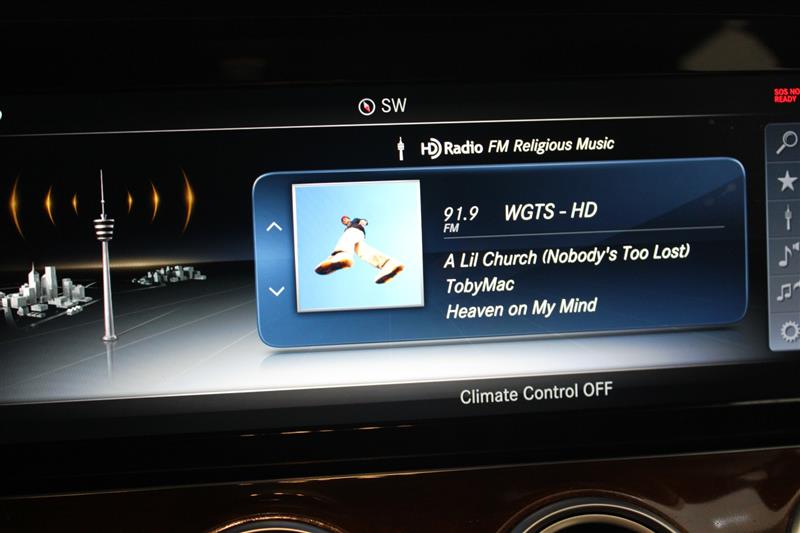 SW
SOS NO
READY
HD Radio FM Religious Music
91.9 WGTS - HD
FM
A Lil Church (Nobody's Too Lost)
TobyMac
Heaven on My Mind
Climate Control OFF